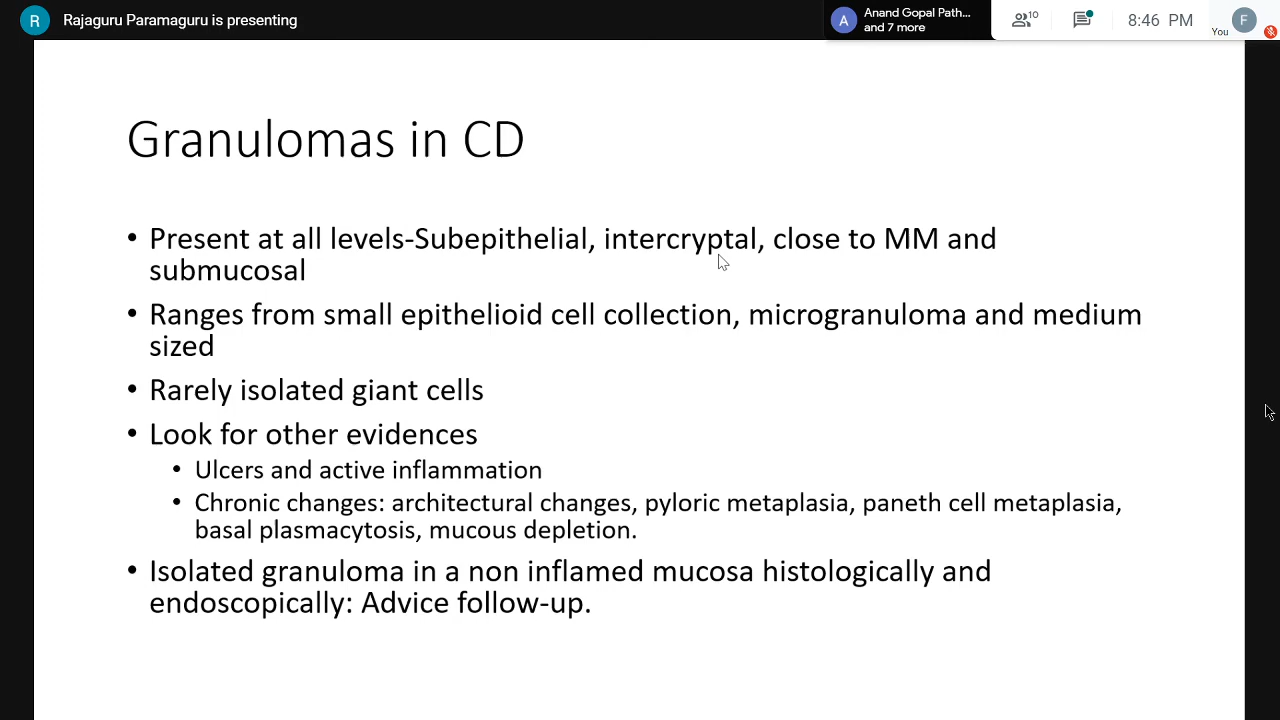 R Rajaguru Paramaguru is presenting
A Anand Gopal Path...
and 7 more
10
8:46 PM
You
F
Granulomas in CD
• Present at all levels-Subepithelial, intercryptal, close to MM and
submucosal
• Ranges from small epithelioid cell collection, microgranuloma and medium
sized
• Rarely isolated giant cells
• Look for other evidences
• Ulcers and active inflammation
• Chronic changes: architectural changes, pyloric metaplasia, paneth cell metaplasia,
basal plasmacytosis, mucous depletion.
• Isolated granuloma in a non inflamed mucosa histologically and
endoscopically: Advice follow-up.